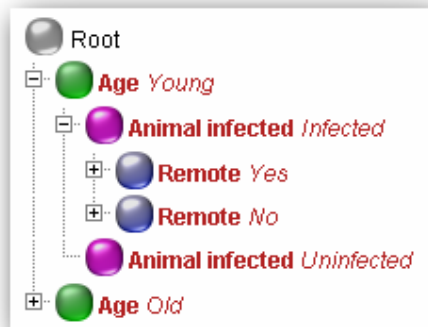 Root
Age Young
Animal infected Infected
Remote Yes
Remote No
Animal infected Uninfected
Age Old